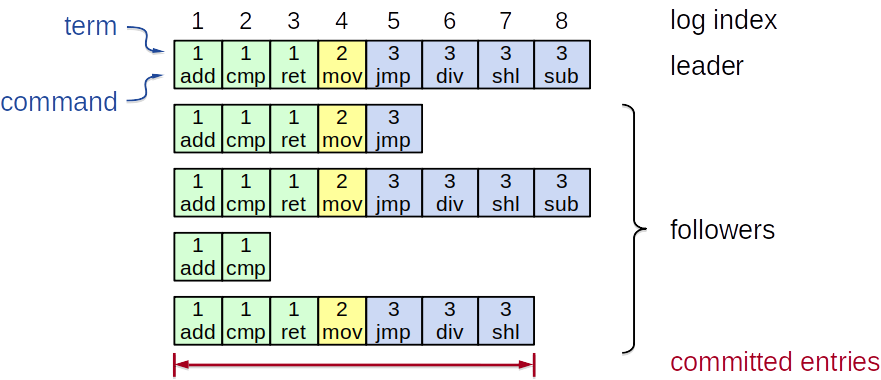 1 2 3 4 5 6 7 8 log index
term
1 1 1 2 3 3 3 3
add cmp ret mov jmp div shl sub
leader
command
1 1 1 2 3
add cmp ret mov jmp
1 1 1 2 3 3 3 3
add cmp ret mov jmp div shl sub
followers
1 1
add cmp
1 1 1 2 3 3 3
add cmp ret mov jmp div shl
committed entries